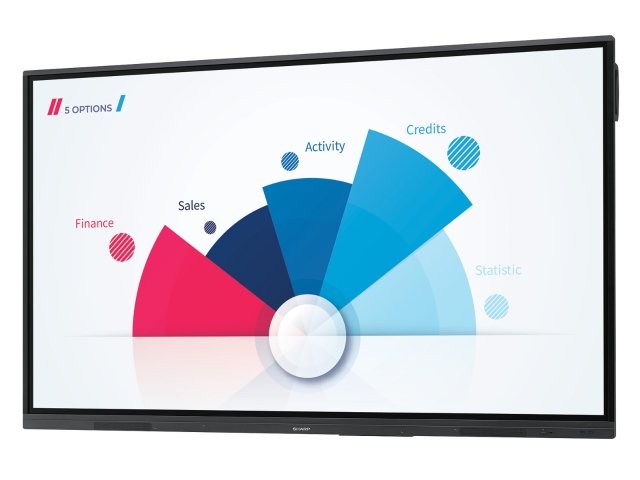 5 OPTIONS
Credits
Activity
Sales
Finance
Statistic
SHARP